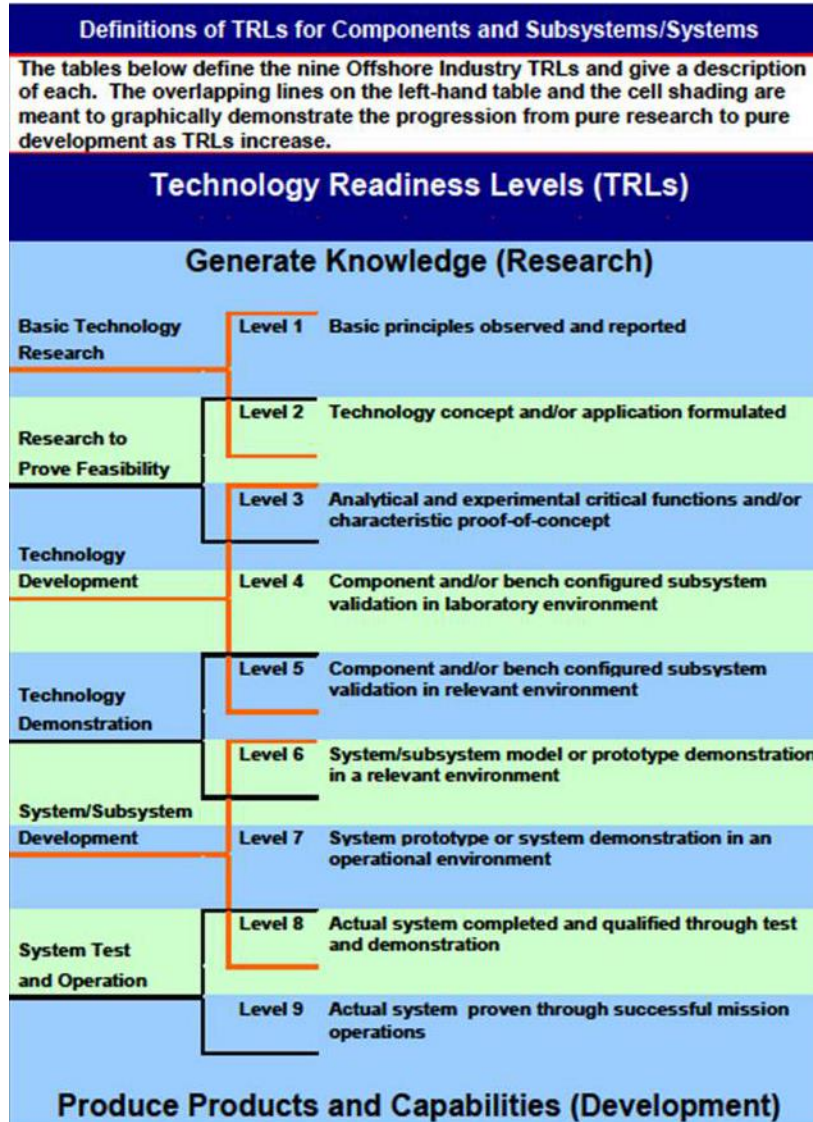 Definitions of TRLs for Components and Subsystems/Systems
The tables below define the nine Offshore Industry TRLs and give a description
of each. The overlapping lines on the left-hand table and the cell shading are
meant to graphically demonstrate the progression from pure research to pure
development as TRLs increase.
Technology Readiness Levels (TRLs)
Generate Knowledge (Research)
Basic Technology
Research
Level 1
Basic principles observed and reported
Research to
Prove Feasibility
Level 2
Technology concept and/or application formulated
Level 3
Analytical and experimental critical functions and/or
characteristic proof-of-concept
Technology
Development
Level 4
Component and/or bench configured subsystem
validation in laboratory environment
Technology
Demonstration
Level 5
Component and/or bench configured subsystem
validation in relevant environment
Level 6
System/subsystem model or prototype demonstration
in a relevant environment
System/Subsystem
Development
Level 7
System prototype or system demonstration in an
operational environment
System Test
and Operation
Level 8
Actual system completed and qualified through test
and demonstration
Level 9
Actual system proven through successful mission
operations
Produce Products and Capabilities (Development)